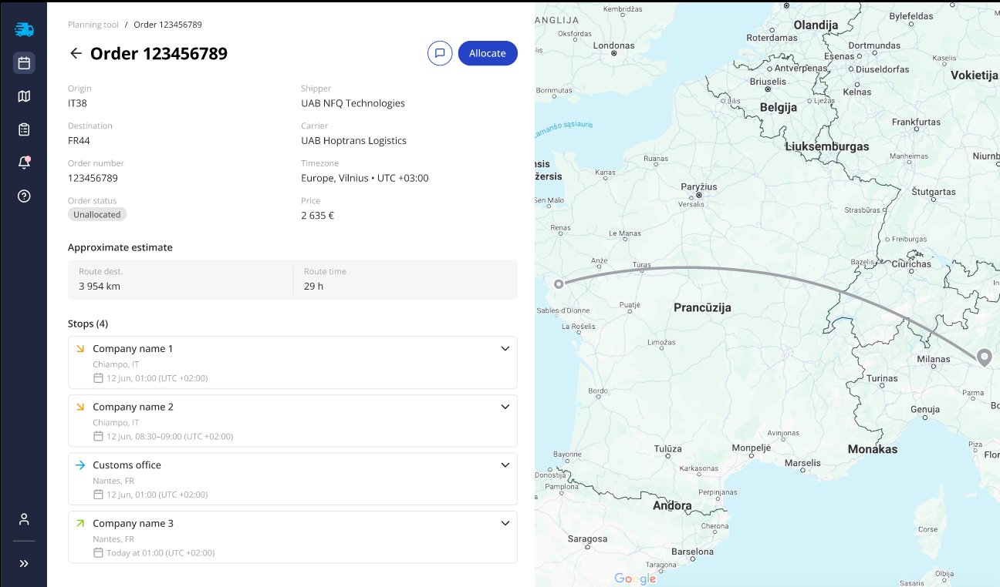 Planning tool / Order 123456789
Order 123456789
Allocate
Origin
IT38
Shipper
UAB NFQ Technologies
Destination
FR44
Carrier
UAB Hoptrans Logistics
Order number
123456789
Timezone
Europe, Vilnius • UTC +03:00
Order status
Unallocated
Price
2 635 €
Approximate estimate
Route dest.
3 954 km
Route time
29 h
Stops (4)
Company name 1
Chiampo, IT
12 Jun, 01:00 (UTC +02:00)
Company name 2
Chiampo, IT
12 Jun, 08:30–09:00 (UTC +02:00)
Customs office
Nantes, FR
12 Jun, 01:00 (UTC +02:00)
Company name 3
Nantes, FR
Today at 01:00 (UTC +02:00)
Kembridžas
ANGLIJA
Oksfordas
Londonas
Bornmutas
Olandija
Roterdamas
Bylefeldas
Dortmundas
Esenas
Kaselis
Antverpenas
Diuseldorfas
Vokietija
Briuselis
Kelnas
Lilis
Belgija
Lježas
Frankfurtas
Lamanšo sąsiauris
Liuksemburgas
Manheimas
Niurnb
Ruanas
nsis
žersis
Kanas
Paryžius
Versalis
Štutgartas
Sen Malo
Strasbūras
Renas
Le Manas
Freiburgas
Anžė
Turas
Bazelis
Ciurichas
Sables-d'Olonne
Puatjė
Prancūzija
La Rošelis
Limožas
Milanas
Turinas
Bordo
Parma
Genuja
Bo
Avinjonas
Bayonne
Tulūza
Monpeljė
Monakas
Piza
Flor
Marselis
Donostija
Karkasonas
Pamplona
Perpinjanas
Andora
Cherona
Corse
Saragosa
Barselona
Taragona
Google
Olbija
Sasaris